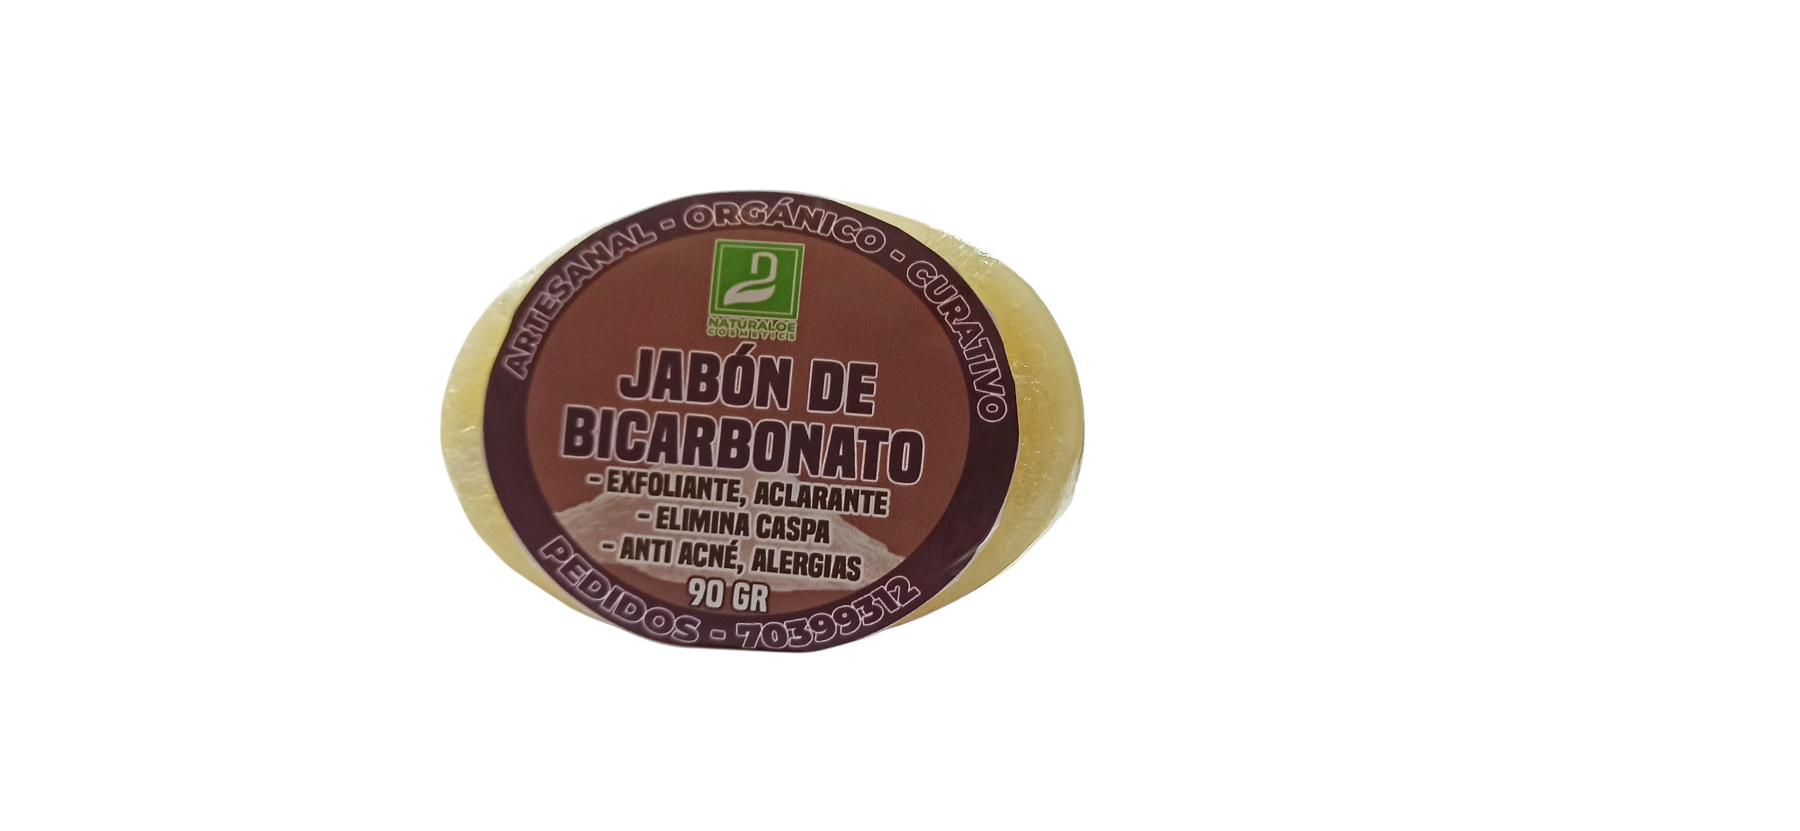 ARTESANAL - ORGÁNICO - CURATIVO
NATURALOE
COSMETICS
JABÓN DE
BICARBONATO
- EXFOLIANTE, ACLARANTE
- ELIMINA CASPA
- ANTI ACNÉ, ALERGIAS
90 GR
PEDIDOS - 70399312